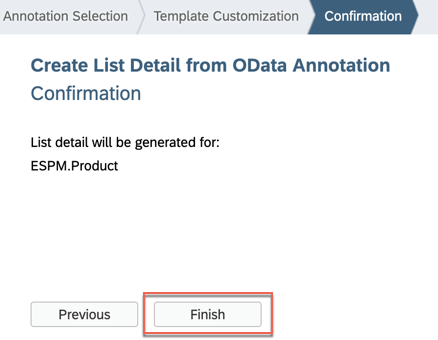 Annotation Selection Template Customization Confirmation
Create List Detail from OData Annotation
Confirmation
List detail will be generated for:
ESPM.Product
Previous Finish